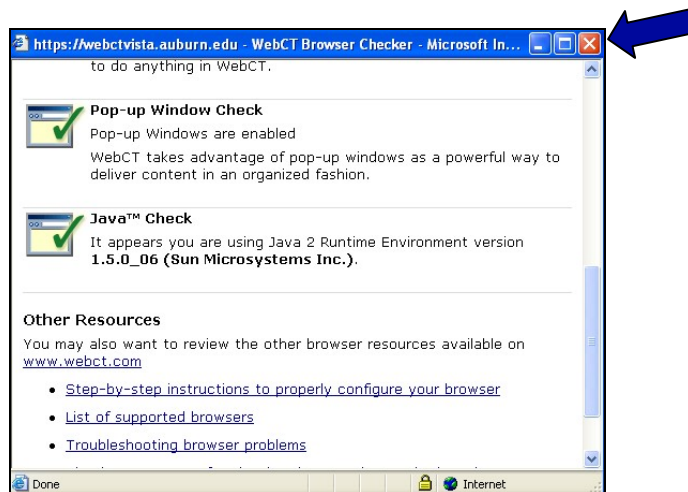 https://webctvista.auburn.edu - WebCT Browser Checker - Microsoft In...
to do anything in WebCT.
Pop-up Window Check
Pop-up Windows are enabled
WebCT takes advantage of pop-up windows as a powerful way to
deliver content in an organized fashion.
Java™ Check
It appears you are using Java 2 Runtime Environment version
1.5.0_06 (Sun Microsystems Inc.).
Other Resources
You may also want to review the other browser resources available on
www.webct.com
• Step-by-step instructions to properly configure your browser
• List of supported browsers
• Troubleshooting browser problems
Done
Internet